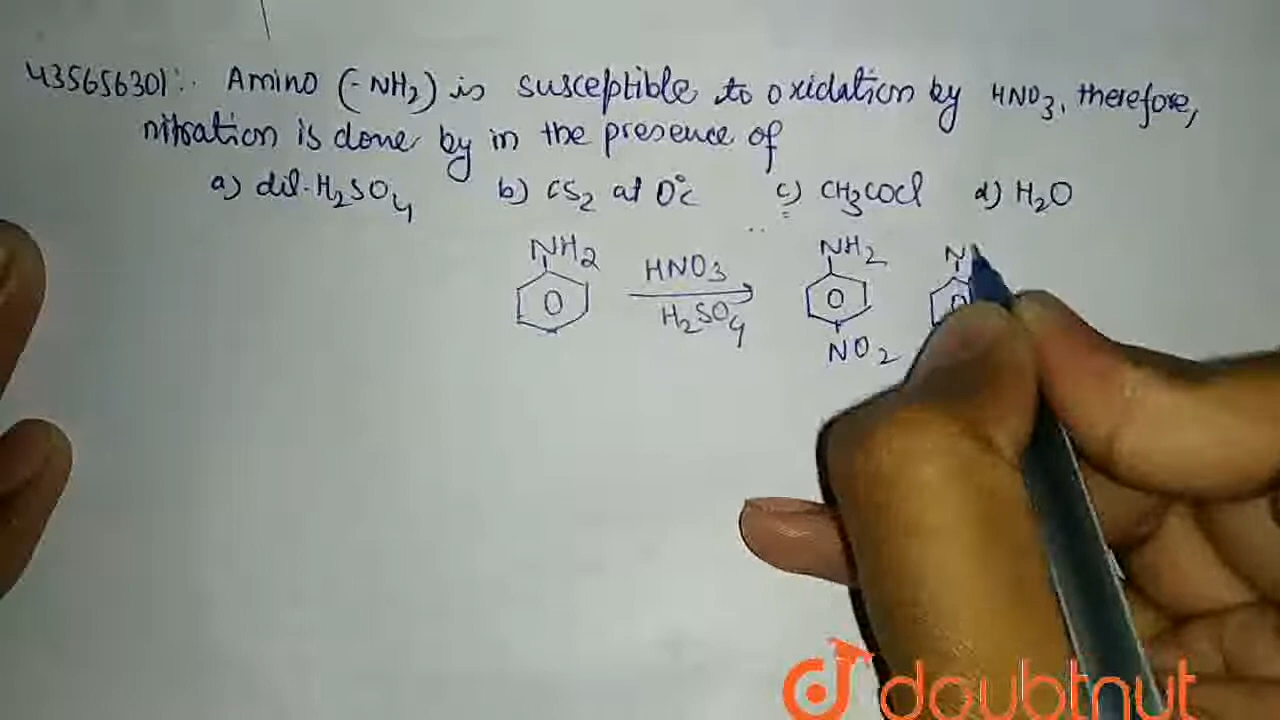 435656301:. Amino (-NH2) is susceptible to oxidation by HNO3, therefore,
nitration is done by in the presence of
a) dil. H2SO4 b) CS2 at 0°c c) CH3COCl d) H2O
NH2 HNO3 NH2 N
H2SO4
NO2
doubtnut